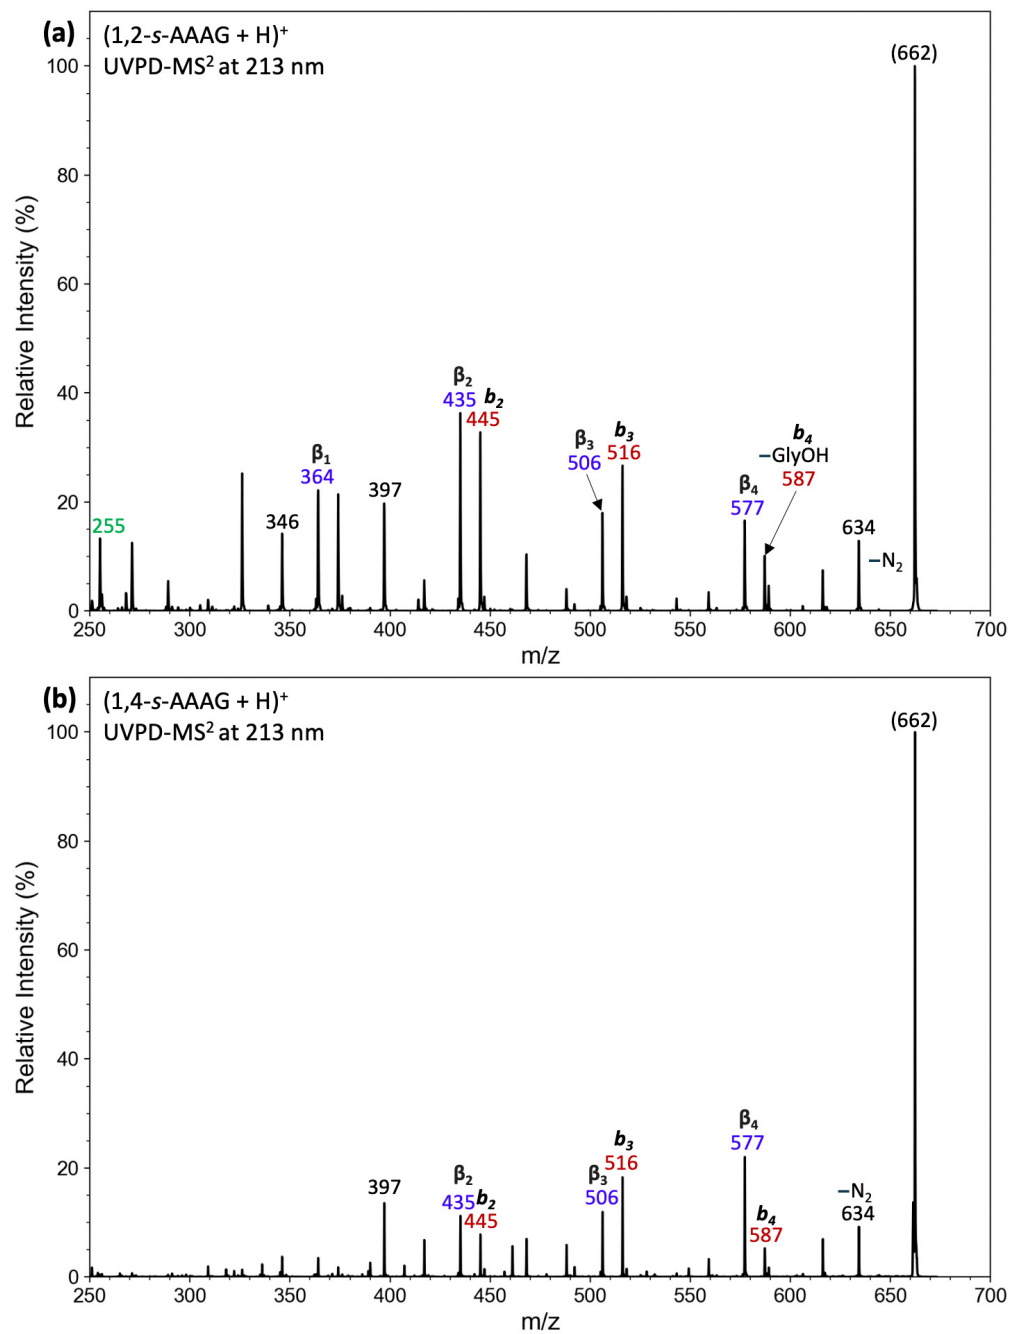 (a)
(1,2-s-AAAG + H)⁺
UVPD-MS² at 213 nm
(662)
100
80
60
40
20
0
Relative Intensity (%)
255
346
β₁
364
397
β₂
435
b₂
445
β₃
506
b₃
516
β₄
577
b₄
–GlyOH
587
634
–N₂
250 300 350 400 450 500 550 600 650 700
m/z
(b)
(1,4-s-AAAG + H)⁺
UVPD-MS² at 213 nm
(662)
100
80
60
40
20
0
Relative Intensity (%)
397
β₂
435
b₂
445
β₃
506
b₃
516
β₄
577
b₄
587
–N₂
634
250 300 350 400 450 500 550 600 650 700
m/z